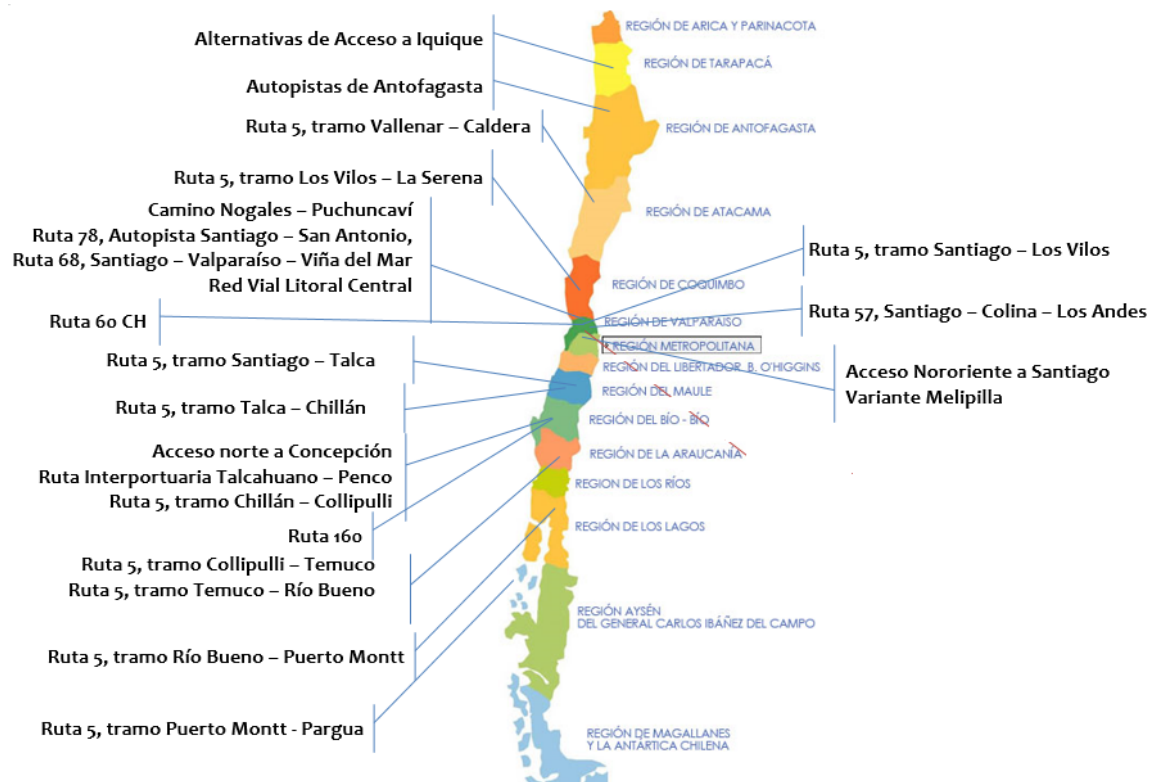 Alternativas de Acceso a Iquique
Autopistas de Antofagasta
Ruta 5, tramo Vallenar – Caldera
Ruta 5, tramo Los Vilos – La Serena
Camino Nogales – Puchuncaví
Ruta 78, Autopista Santiago – San Antonio,
Ruta 68, Santiago – Valparaíso – Viña del Mar
Red Vial Litoral Central
Ruta 60 CH
Ruta 5, tramo Santiago – Talca
Ruta 5, tramo Talca – Chillán
Acceso norte a Concepción
Ruta Interportuaria Talcahuano – Penco
Ruta 5, tramo Chillán – Collipulli
Ruta 160
Ruta 5, tramo Collipulli – Temuco
Ruta 5, tramo Temuco – Río Bueno
Ruta 5, tramo Río Bueno – Puerto Montt
Ruta 5, tramo Puerto Montt - Pargua
REGIÓN DE ARICA Y PARINACOTA
REGIÓN DE TARAPACÁ
REGIÓN DE ANTOFAGASTA
REGIÓN DE ATACAMA
REGIÓN DE COQUIMBO
REGIÓN DE VALPARAÍSO
REGIÓN METROPOLITANA
REGIÓN DEL LIBERTADOR B. O'HIGGINS
REGIÓN DEL MAULE
REGIÓN DEL BÍO - BÍO
REGIÓN DE LA ARAUCANÍA
REGION DE LOS RÍOS
REGIÓN DE LOS LAGOS
REGIÓN AYSÉN
DEL GENERAL CARLOS IBÁÑEZ DEL CAMPO
REGIÓN DE MAGALLANES
Y LA ANTÁRTICA CHILENA
Ruta 5, tramo Santiago – Los Vilos
Ruta 57, Santiago – Colina – Los Andes
Acceso Nororiente a Santiago
Variante Melipilla